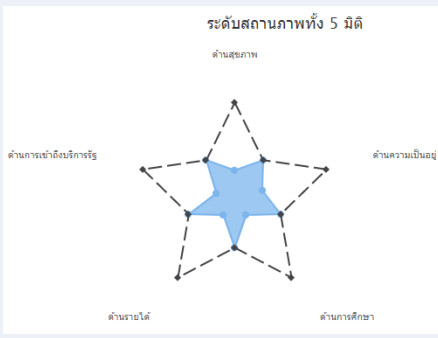 ระดับสถานภาพทั้ง 5 มิติ
ด้านสุขภาพ
ด้านการเข้าถึงบริการรัฐ
ด้านความเป็นอยู่
ด้านรายได้
ด้านการศึกษา